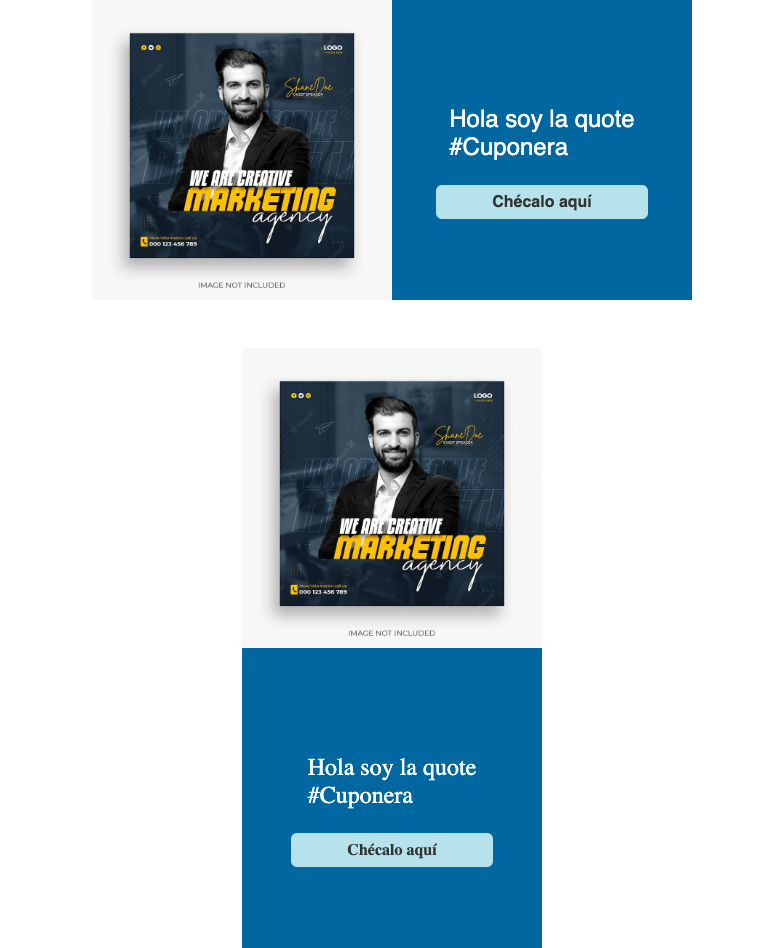 LOGO
Shane Doe
GUEST SPEAKER
WE ARE CREATIVE
MARKETING
agency
More information call us
000 123 456 789
IMAGE NOT INCLUDED
Hola soy la quote
#Cuponera
Chécalo aquí
LOGO
Shane Doe
GUEST SPEAKER
WE ARE CREATIVE
MARKETING
agency
More information call us
000 123 456 789
IMAGE NOT INCLUDED
Hola soy la quote
#Cuponera
Chécalo aquí